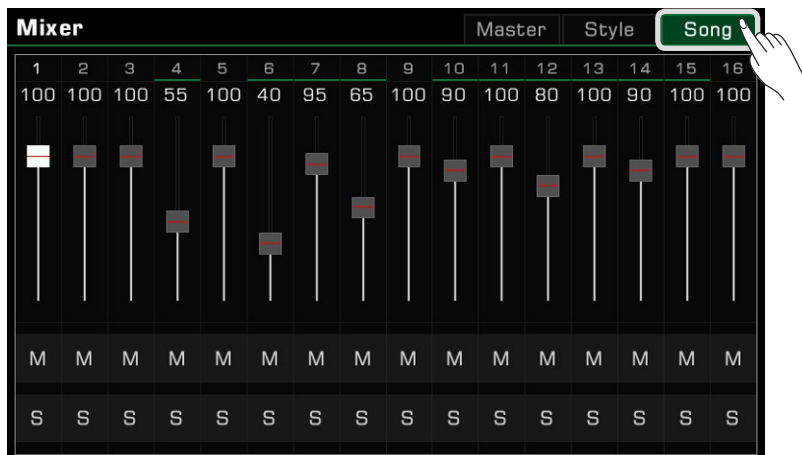 Mixer Master Style Song
1 2 3 4 5 6 7 8 9 10 11 12 13 14 15 16
100 100 100 55 100 40 95 65 100 90 100 80 100 90 100 100
M M M M M M M M M M M M M M M M
S S S S S S S S S S S S S S S S